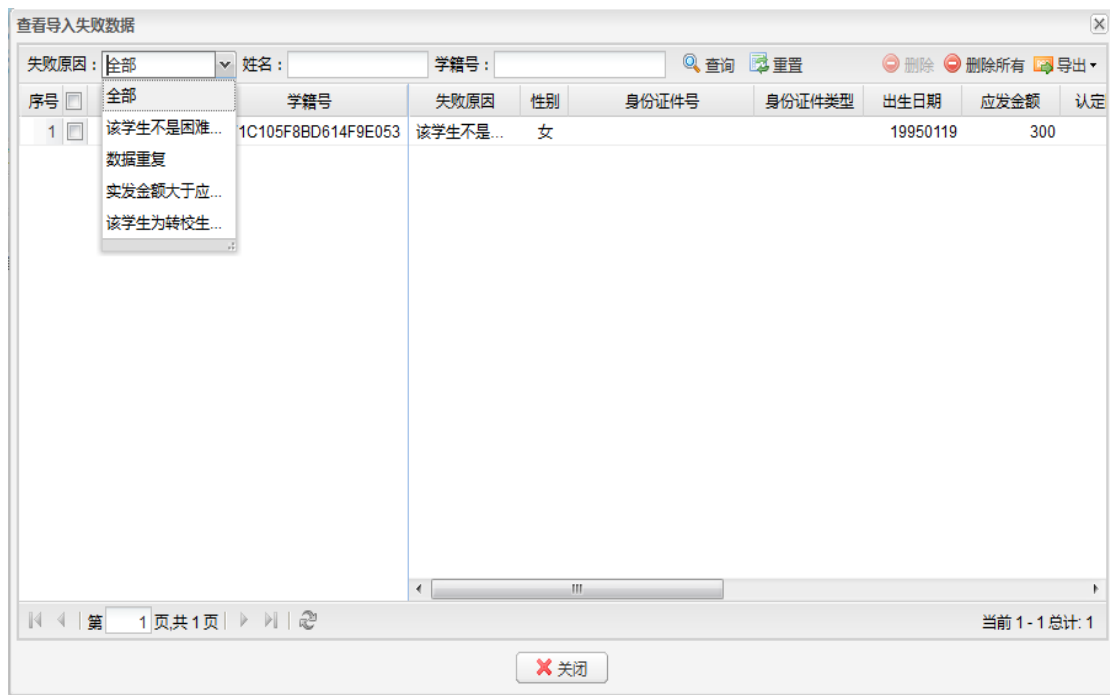 查看导入失败数据
失败原因： 全部 姓名： 学籍号： 查询 重置 删除 删除所有 导出
序号 学籍号 失败原因 性别 身份证件号 身份证件类型 出生日期 应发金额 认定
1 1C105F8BD614F9E053 该学生不是... 女 19950119 300
全部
该学生不是困难...
数据重复
实发金额大于应...
该学生为转校生...
第 1 页,共 1 页 当前 1 - 1 总计: 1
关闭